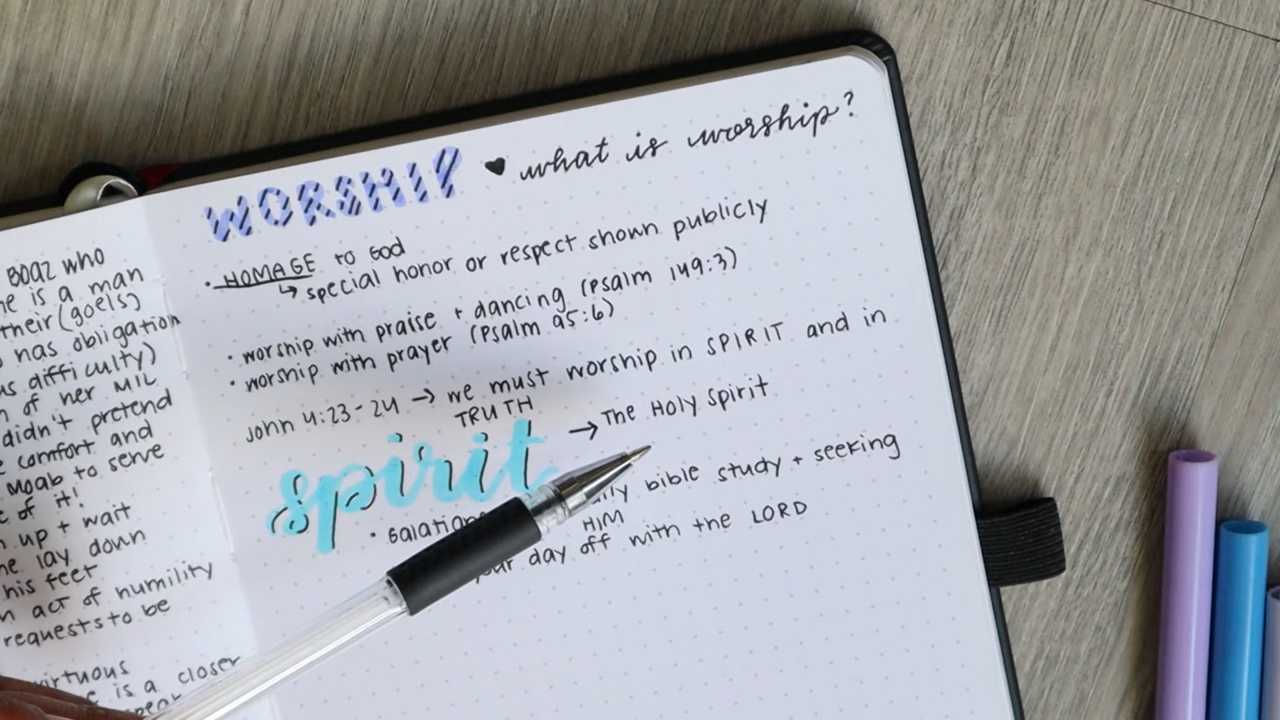 Boaz who
he is a man
their (goels)
has obligation
difficulty)
of her MIL
didn't pretend
comfort and
Moab to serve
of it!
up + wait
lay down
his feet
act of humility
requests to be
is a closer
WORSHIP ♥ what is worship?
• HOMAGE to God
↳ special honor or respect shown publicly
• worship with praise + dancing (Psalm 149:3)
• worship with prayer (Psalm 95:6)
John 4:23-24 → we must worship in SPIRIT and in
TRUTH
spirit → The Holy Spirit
bible study + seeking
• HIM
day off with the LORD